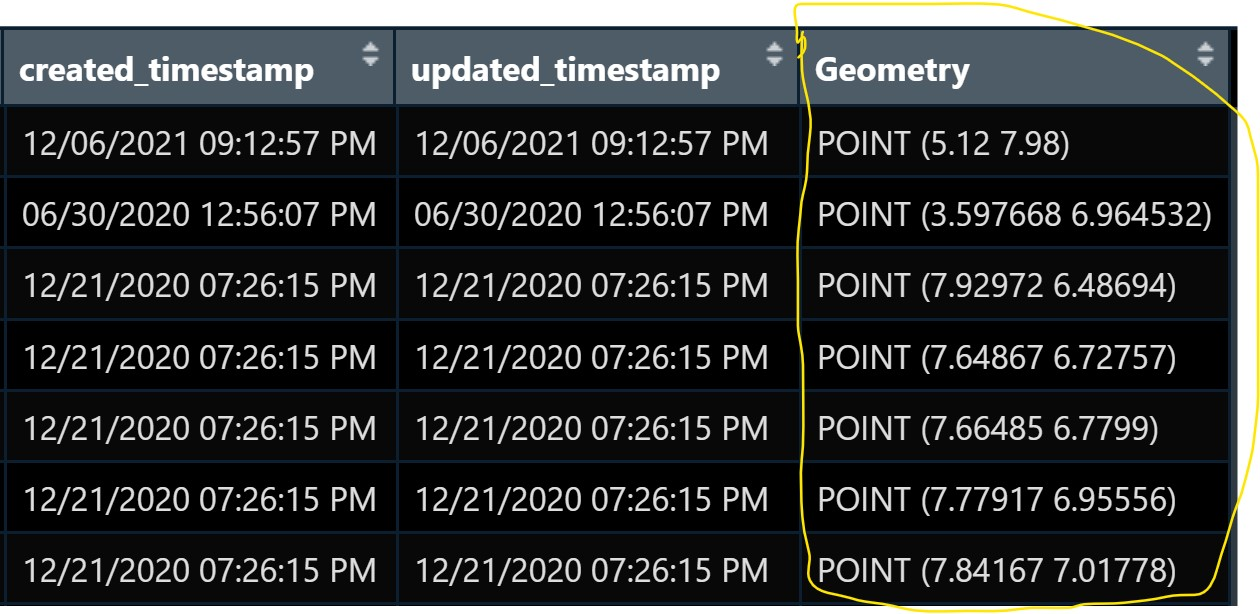 created_timestamp updated_timestamp Geometry
12/06/2021 09:12:57 PM 12/06/2021 09:12:57 PM POINT (5.12 7.98)
06/30/2020 12:56:07 PM 06/30/2020 12:56:07 PM POINT (3.597668 6.964532)
12/21/2020 07:26:15 PM 12/21/2020 07:26:15 PM POINT (7.92972 6.48694)
12/21/2020 07:26:15 PM 12/21/2020 07:26:15 PM POINT (7.64867 6.72757)
12/21/2020 07:26:15 PM 12/21/2020 07:26:15 PM POINT (7.66485 6.7799)
12/21/2020 07:26:15 PM 12/21/2020 07:26:15 PM POINT (7.77917 6.95556)
12/21/2020 07:26:15 PM 12/21/2020 07:26:15 PM POINT (7.84167 7.01778)